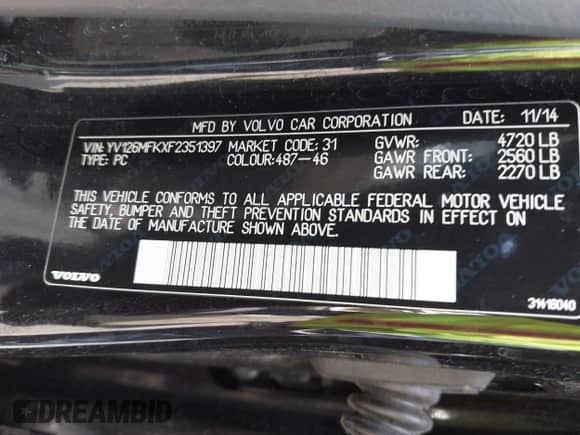 MFD BY VOLVO CAR CORPORATION DATE: 11/14
VIN: YV126MFKXF2351397 MARKET CODE: 31 GVWR: 4720 LB
TYPE: PC COLOUR:487-46 GAWR FRONT: 2560 LB
GAWR REAR: 2270 LB
THIS VEHICLE CONFORMS TO ALL APPLICABLE FEDERAL MOTOR VEHICLE
SAFETY, BUMPER AND THEFT PREVENTION STANDARDS IN EFFECT ON
THE DATE OF MANUFACTURE SHOWN ABOVE.
VOLVO
31416040
DREAMBID